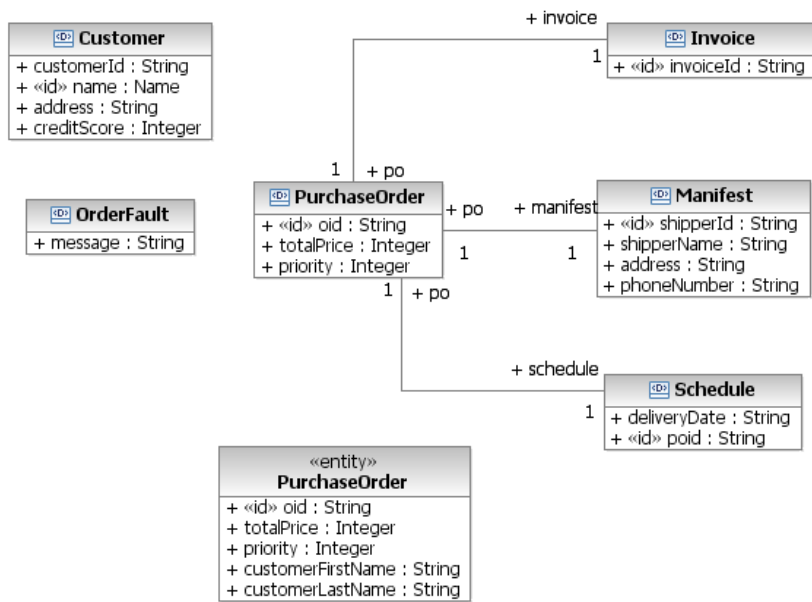 Customer
+ customerId : String
+ «id» name : Name
+ address : String
+ creditScore : Integer
+ invoice
1
Invoice
+ «id» invoiceId : String
OrderFault
+ message : String
1
+ po
PurchaseOrder
+ «id» oid : String
+ totalPrice : Integer
+ priority : Integer
+ po
1
+ manifest
1
Manifest
+ «id» shipperId : String
+ shipperName : String
+ address : String
+ phoneNumber : String
1
+ po
+ schedule
1
Schedule
+ deliveryDate : String
+ «id» poid : String
«entity»
PurchaseOrder
+ «id» oid : String
+ totalPrice : Integer
+ priority : Integer
+ customerFirstName : String
+ customerLastName : String